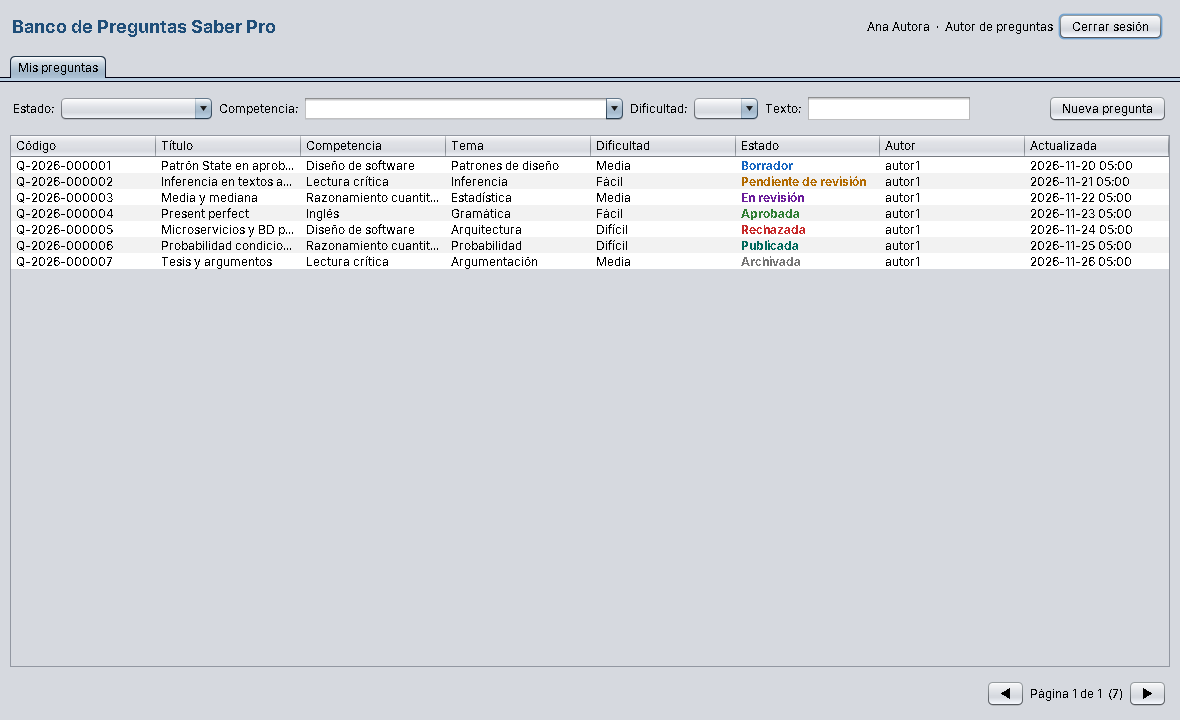 Banco de Preguntas Saber Pro
Ana Autora · Autor de preguntas Cerrar sesión
Mis preguntas
Estado: Competencia: Dificultad: Texto: Nueva pregunta
Código Título Competencia Tema Dificultad Estado Autor Actualizada
Q-2026-000001 Patrón State en aprob... Diseño de software Patrones de diseño Media Borrador autor1 2026-11-20 05:00
Q-2026-000002 Inferencia en textos a... Lectura crítica Inferencia Fácil Pendiente de revisión autor1 2026-11-21 05:00
Q-2026-000003 Media y mediana Razonamiento cuantit... Estadística Media En revisión autor1 2026-11-22 05:00
Q-2026-000004 Present perfect Inglés Gramática Fácil Aprobada autor1 2026-11-23 05:00
Q-2026-000005 Microservicios y BD p... Diseño de software Arquitectura Difícil Rechazada autor1 2026-11-24 05:00
Q-2026-000006 Probabilidad condicio... Razonamiento cuantit... Probabilidad Difícil Publicada autor1 2026-11-25 05:00
Q-2026-000007 Tesis y argumentos Lectura crítica Argumentación Media Archivada autor1 2026-11-26 05:00
Página 1 de 1 (7)